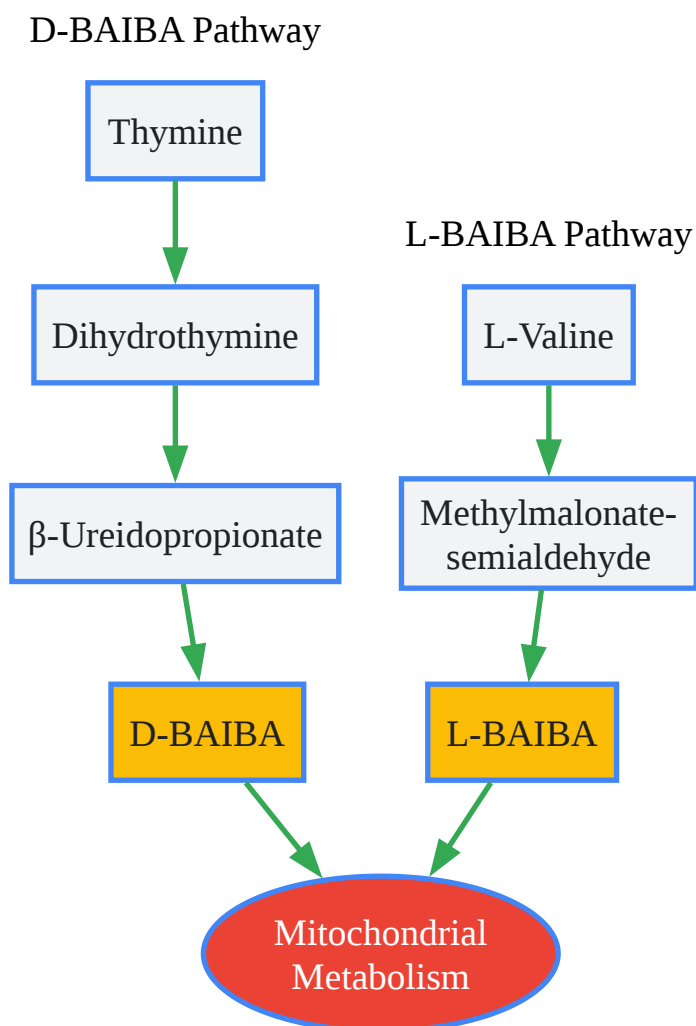 D-BAIBA Pathway
Thymine
Dihydrothymine
β-Ureidopropionate
D-BAIBA
L-BAIBA Pathway
L-Valine
Methylmalonate-
semialdehyde
L-BAIBA
Mitochondrial
Metabolism